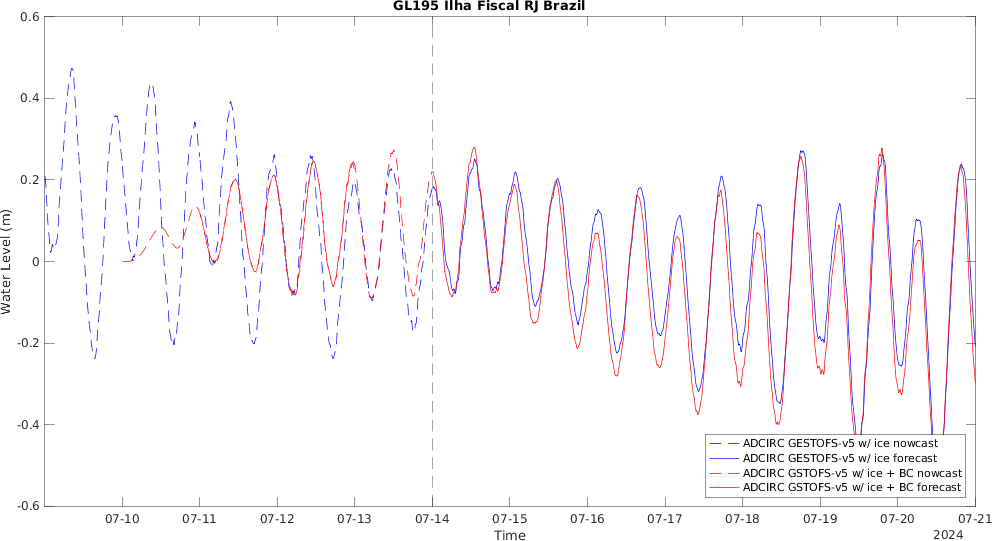 GL195 Ilha Fiscal RJ Brazil
0.6
0.4
0.2
0
-0.2
-0.4
-0.6
Water Level (m)
ADCIRC GESTOFS-v5 w/ ice nowcast
ADCIRC GESTOFS-v5 w/ ice forecast
ADCIRC GSTOFS-v5 w/ ice + BC nowcast
ADCIRC GSTOFS-v5 w/ ice + BC forecast
07-10 07-11 07-12 07-13 07-14 07-15 07-16 07-17 07-18 07-19 07-20 07-21
Time
2024